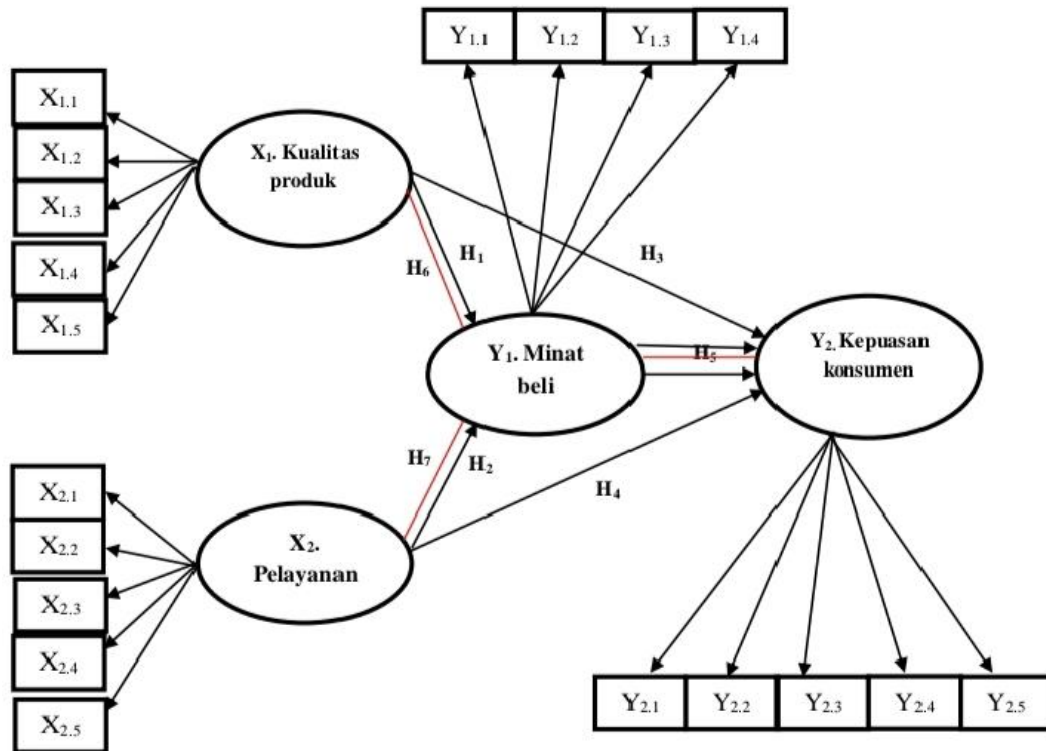 Y1.1 Y1.2 Y1.3 Y1.4
X1.1
X1.2
X1.3
X1.4
X1.5
X1. Kualitas
produk
H1
H6
H3
Y1. Minat
beli
H5
Y2. Kepuasan
konsumen
H7
H2
H4
X2.1
X2.2
X2.3
X2.4
X2.5
X2.
Pelayanan
Y2.1 Y2.2 Y2.3 Y2.4 Y2.5